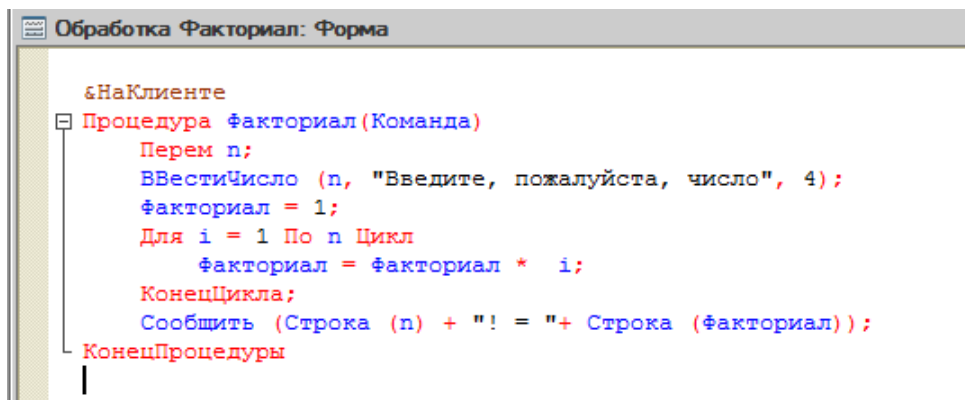 Обработка Факториал: Форма
&НаКлиенте
Процедура Факториал(Команда)
Перем n;
ВВестиЧисло (n, "Введите, пожалуйста, число", 4);
Факториал = 1;
Для i = 1 По n Цикл
Факториал = Факториал *  i;
КонецЦикла;
Сообщить (Строка (n) + "! = "+ Строка (Факториал));
КонецПроцедуры